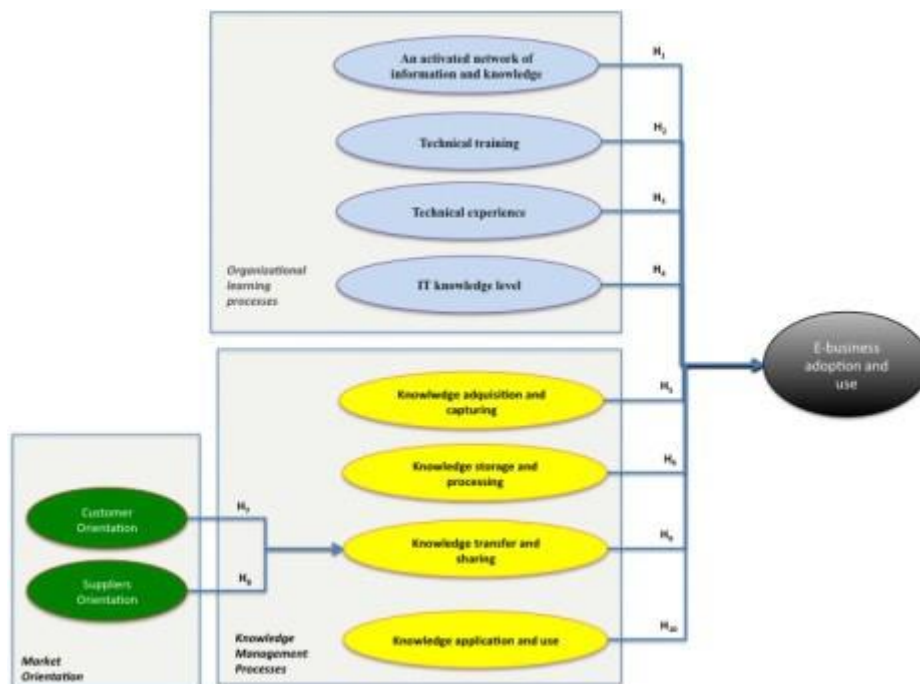 An activated network of
information and knowledge
H₁
Technical training
H₂
Technical experience
H₃
Organizational
learning
processes
IT knowledge level
H₄
E-business
adoption and
use
Knowlwedge adquisition and
capturing
H₅
Knowledge storage and
processing
H₆
Customer
Orientation
H₇
Suppliers
Orientation
H₈
Knowledge transfer and
sharing
H₉
Knowledge application and use
H₁₀
Market
Orientation
Knowledge
Management
Processes